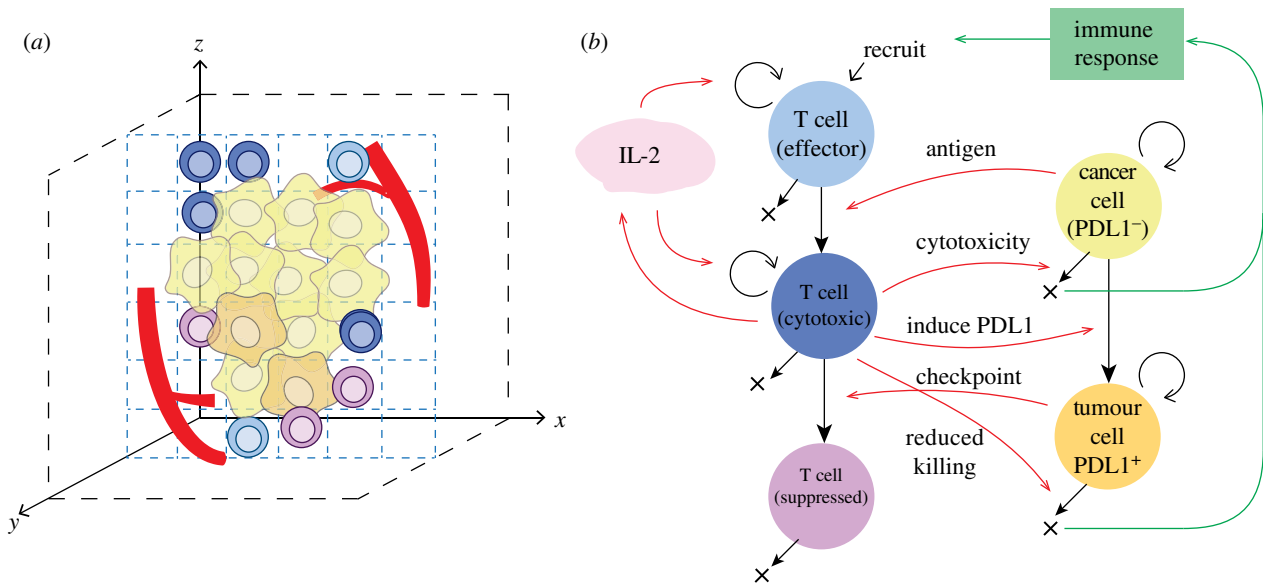 (a)
z
x
y
(b)
recruit
immune
response
T cell
(effector)
IL-2
antigen
cancer
cell
(PDL1⁻)
cytotoxicity
T cell
(cytotoxic)
induce PDL1
checkpoint
tumour
cell
PDL1⁺
reduced
killing
T cell
(suppressed)